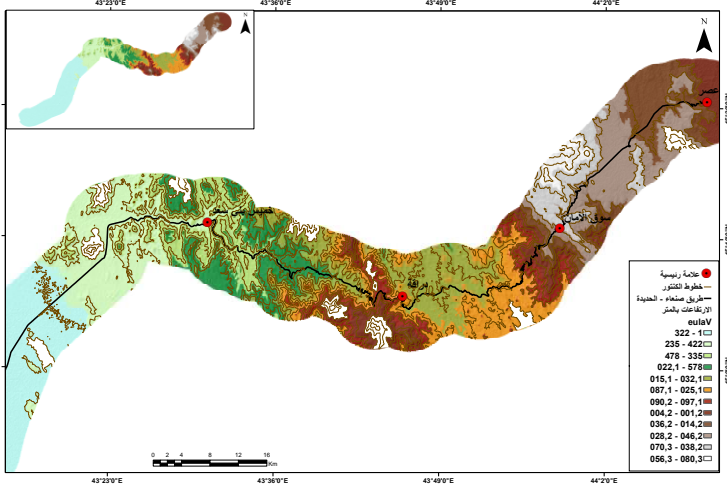 43°23'0"E 43°36'0"E 43°49'0"E 44°2'0"E
N
N
عصر
خميس بني سعد
سوق الامان
علامة رئيسية
خطوط الكنتور
طريق صنعاء - الحديدة
الارتفاعات بالمتر
eulaV
322 - 1
235 - 422
478 - 335
022,1 - 578
015,1 - 032,1
087,1 - 025,1
090,2 - 097,1
004,2 - 001,2
036,2 - 014,2
028,2 - 046,2
070,3 - 038,2
056,3 - 080,3
0 2 4 8 12 16
Km
43°23'0"E 43°36'0"E 43°49'0"E 44°2'0"E